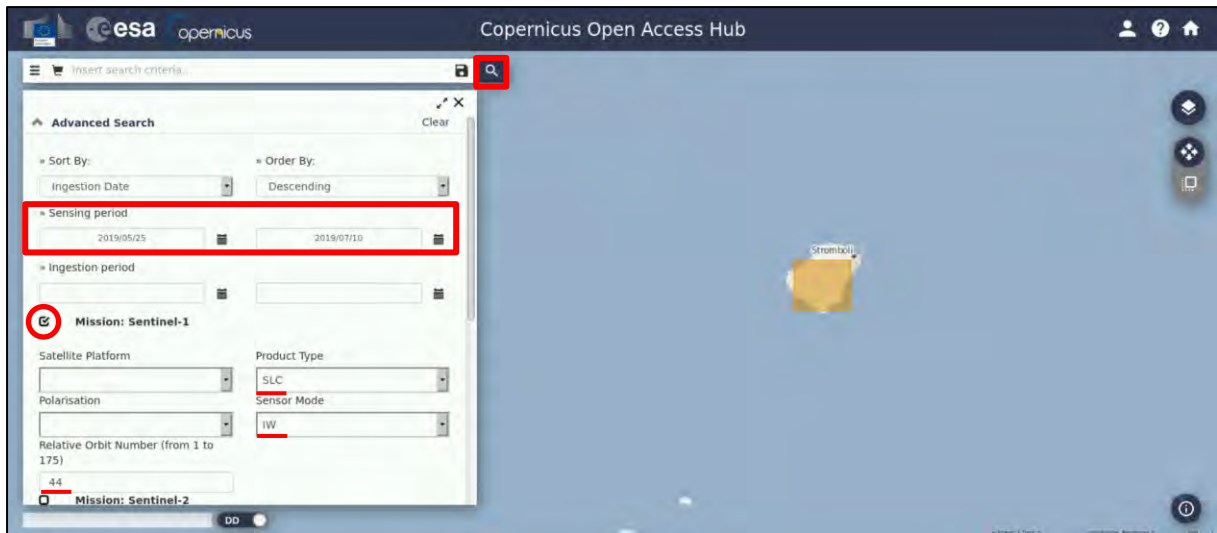 esa opernicus Copernicus Open Access Hub
Insert search criteria...
Advanced Search Clear
» Sort By: » Order By:
Ingestion Date Descending
» Sensing period
2019/05/25 2019/07/10
» Ingestion period
Mission: Sentinel-1
Satellite Platform Product Type
SLC
Polarisation Sensor Mode
IW
Relative Orbit Number (from 1 to
175)
44
Mission: Sentinel-2
DD
Stromboli